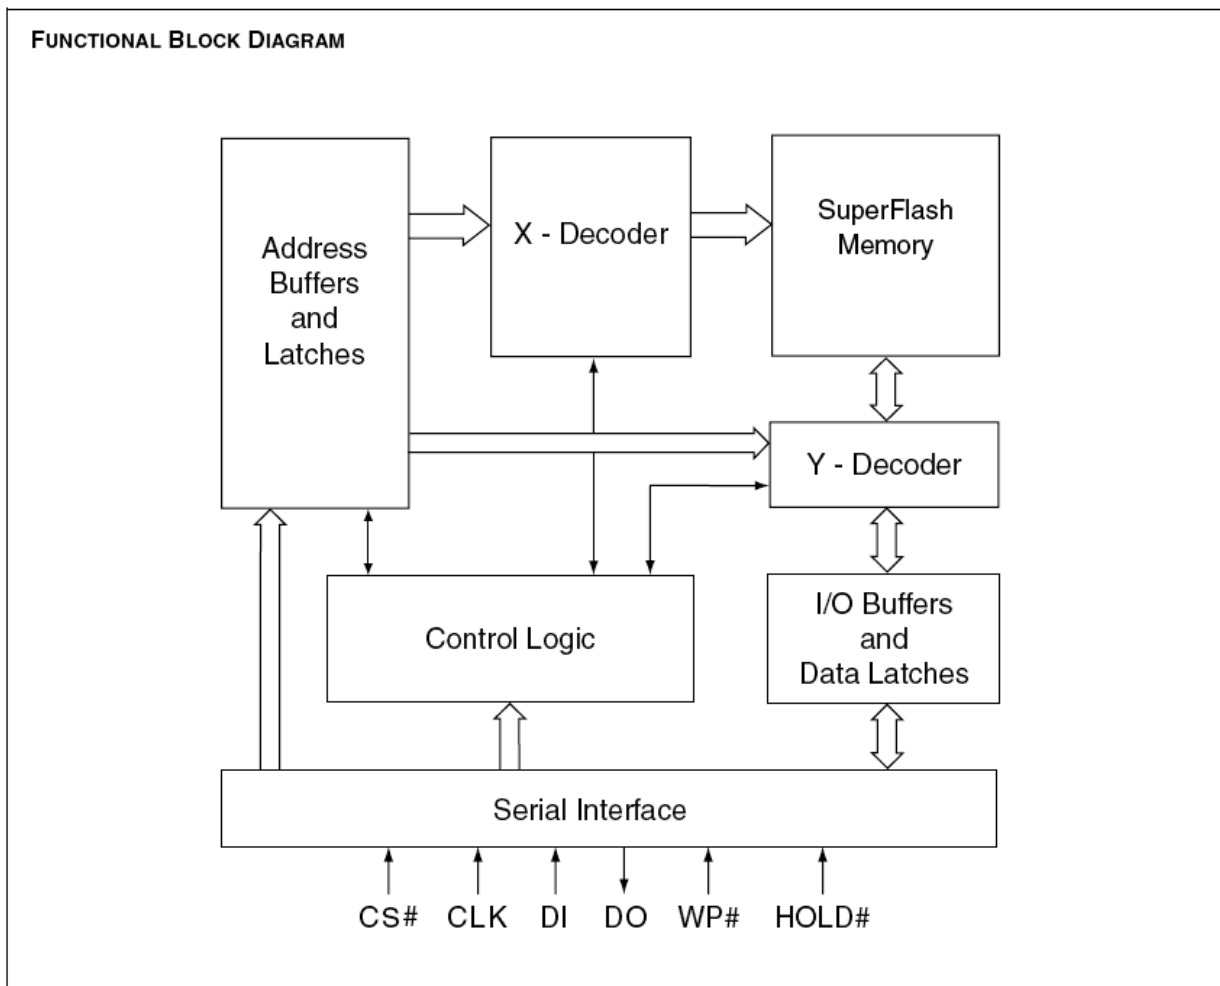 FUNCTIONAL BLOCK DIAGRAM
Address
Buffers
and
Latches
X - Decoder
SuperFlash
Memory
Y - Decoder
Control Logic
I/O Buffers
and
Data Latches
Serial Interface
CS# CLK DI DO WP# HOLD#